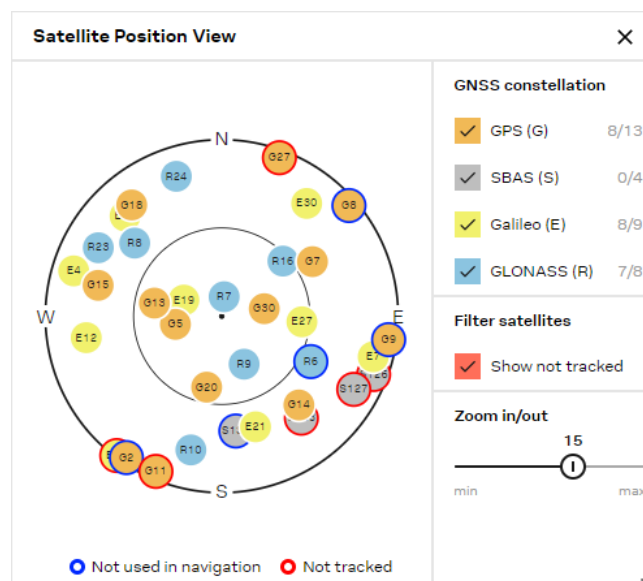 Satellite Position View
GNSS constellation
GPS (G) 8/13
SBAS (S) 0/4
Galileo (E) 8/9
GLONASS (R) 7/8
Filter satellites
Show not tracked
Zoom in/out
15
min max
N
G27
R24
E30
G8
G18
R8
R23
R16
G7
E4
G15
E19
R7
G13
G30
W
G5
E27
E
G9
E12
E7
R6
R9
S127
G20
G14
E21
R10
G2
G11
S
Not used in navigation
Not tracked